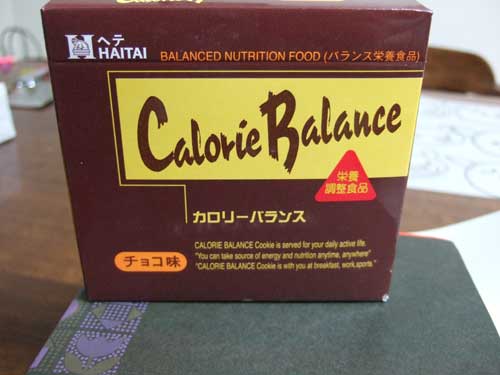 ヘテ
HAITAI
BALANCED NUTRITION FOOD (バランス栄養食品)
Calorie Balance
栄養
調整食品
カロリーバランス
チョコ味
CALORIE BALANCE Cookie is served for your daily active life.
"You can take source of energy and nutrition anytime, anywhere"
"CALORIE BALANCE Cookie is with you at breakfast, work, sports."